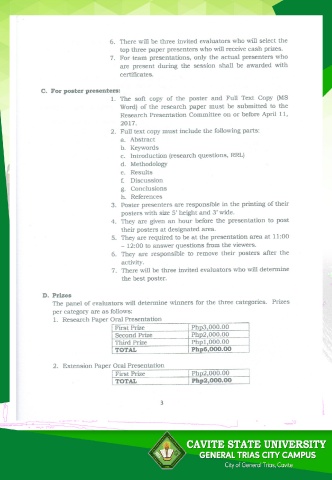 6. There will be three invited evaluators who will select the
top three paper presenters who will receive cash prizes.
7. For team presentations, only the actual presenters who
are present during the session shall be awarded with
certificates.
C. For poster presenters:
1. The soft copy of the poster and Full Text Copy (MS
Word) of the research paper must be submitted to the
Research Presentation Committee on or before April 11,
2017.
2. Full text copy must include the following parts:
a. Abstract
b. Keywords
c. Introduction (research questions, RRL)
d. Methodology
e. Results
f. Discussion
g. Conclusions
h. References
3. Poster presenters are responsible in the printing of their
posters with size 5' height and 3' wide.
4. They are given an hour before the presentation to post
their posters at designated area.
5. They are required to be at the presentation area at 11:00
– 12:00 to answer questions from the viewers.
6. They are responsible to remove their posters after the
activity.
7. There will be three invited evaluators who will determine
the best poster.
D. Prizes
The panel of evaluators will determine winners for the three categories. Prizes
per category are as follows:
1. Research Paper Oral Presentation
First Prize Php3,000.00
Second Prize Php2,000.00
Third Prize Php1,000.00
TOTAL Php6,000.00
2. Extension Paper Oral Presentation
First Prize Php2,000.00
TOTAL Php2,000.00
3
CAVITE STATE UNIVERSITY
GENERAL TRIAS CITY CAMPUS
City of General Trias, Cavite